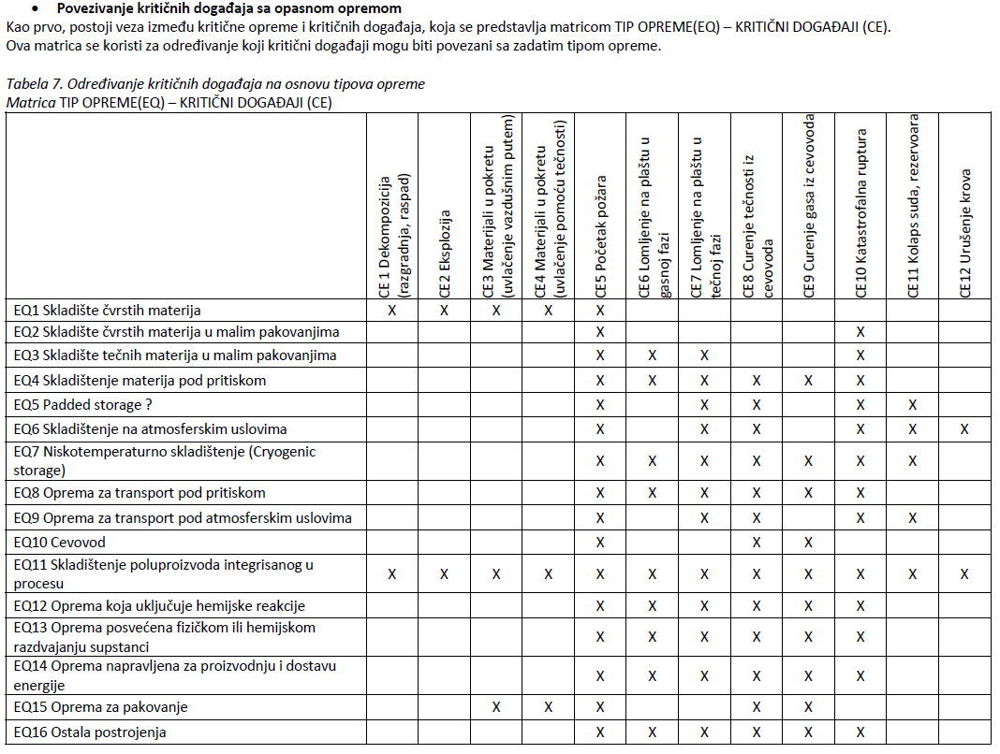 • Povezivanje kritičnih događaja sa opasnom opremom
Kao prvo, postoji veza između kritične opreme i kritičnih događaja, koja se predstavlja matricom TIP OPREME(EQ) – KRITIČNI DOGAĐAJI (CE).
Ova matrica se koristi za određivanje koji kritični događaji mogu biti povezani sa zadatim tipom opreme.
Tabela 7. Određivanje kritičnih događaja na osnovu tipova opreme
Matrica TIP OPREME(EQ) – KRITIČNI DOGAĐAJI (CE)
CE 1 Dekompozicija
(razgradnja, raspad)
CE2 Eksplozija
CE3 Materijali u pokretu
(uvlačenje vazdušnim putem)
CE4 Materijali u pokretu
(uvlačenje pomoću tečnosti)
CE5 Početak požara
CE6 Lomljenje na plaštu u
gasnoj fazi
CE7 Lomljenje na plaštu u
tečnoj fazi
CE8 Curenje tečnosti iz
cevovoda
CE9 Curenje gasa iz cevovoda
CE10 Katastrofalna ruptura
CE11 Kolaps suda, rezervoara
CE12 Urušenje krova
EQ1 Skladište čvrstih materija X X X X X
EQ2 Skladište čvrstih materija u malim pakovanjima X X
EQ3 Skladište tečnih materija u malim pakovanjima X X X X
EQ4 Skladištenje materija pod pritiskom X X X X X X
EQ5 Padded storage ? X X X X X
EQ6 Skladištenje na atmosferskim uslovima X X X X X X
EQ7 Niskotemperaturno skladištenje (Cryogenic
storage) X X X X X X X
EQ8 Oprema za transport pod pritiskom X X X X X X
EQ9 Oprema za transport pod atmosferskim uslovima X X X X X
EQ10 Cevovod X X X
EQ11 Skladištenje poluproizvoda integrisanog u
procesu X X X X X X X X X X X X
EQ12 Oprema koja uključuje hemijske reakcije X X X X X X
EQ13 Oprema posvećena fizičkom ili hemijskom
razdvajanju supstanci X X X X X X
EQ14 Oprema napravljena za proizvodnju i dostavu
energije X X X X X X
EQ15 Oprema za pakovanje X X X X X
EQ16 Ostala postrojenja X X X X X X